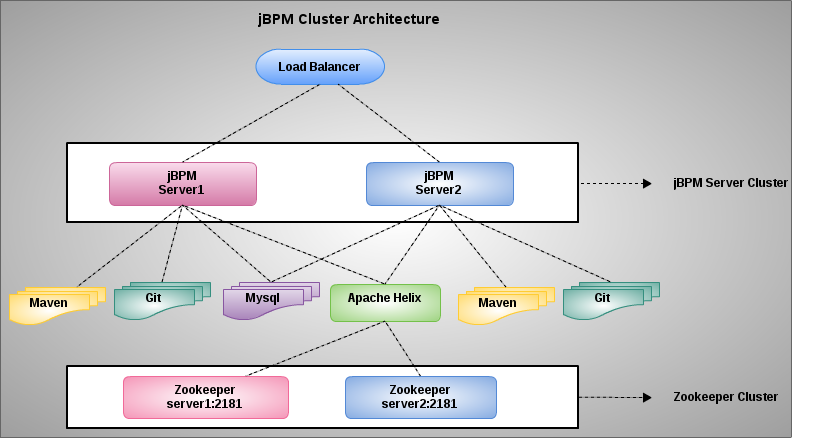 jBPM Cluster Architecture
Load Balancer
jBPM
Server1
jBPM
Server2
jBPM Server Cluster
Maven
Git
Mysql
Apache Helix
Maven
Git
Zookeeper
server1:2181
Zookeeper
server2:2181
Zookeeper Cluster